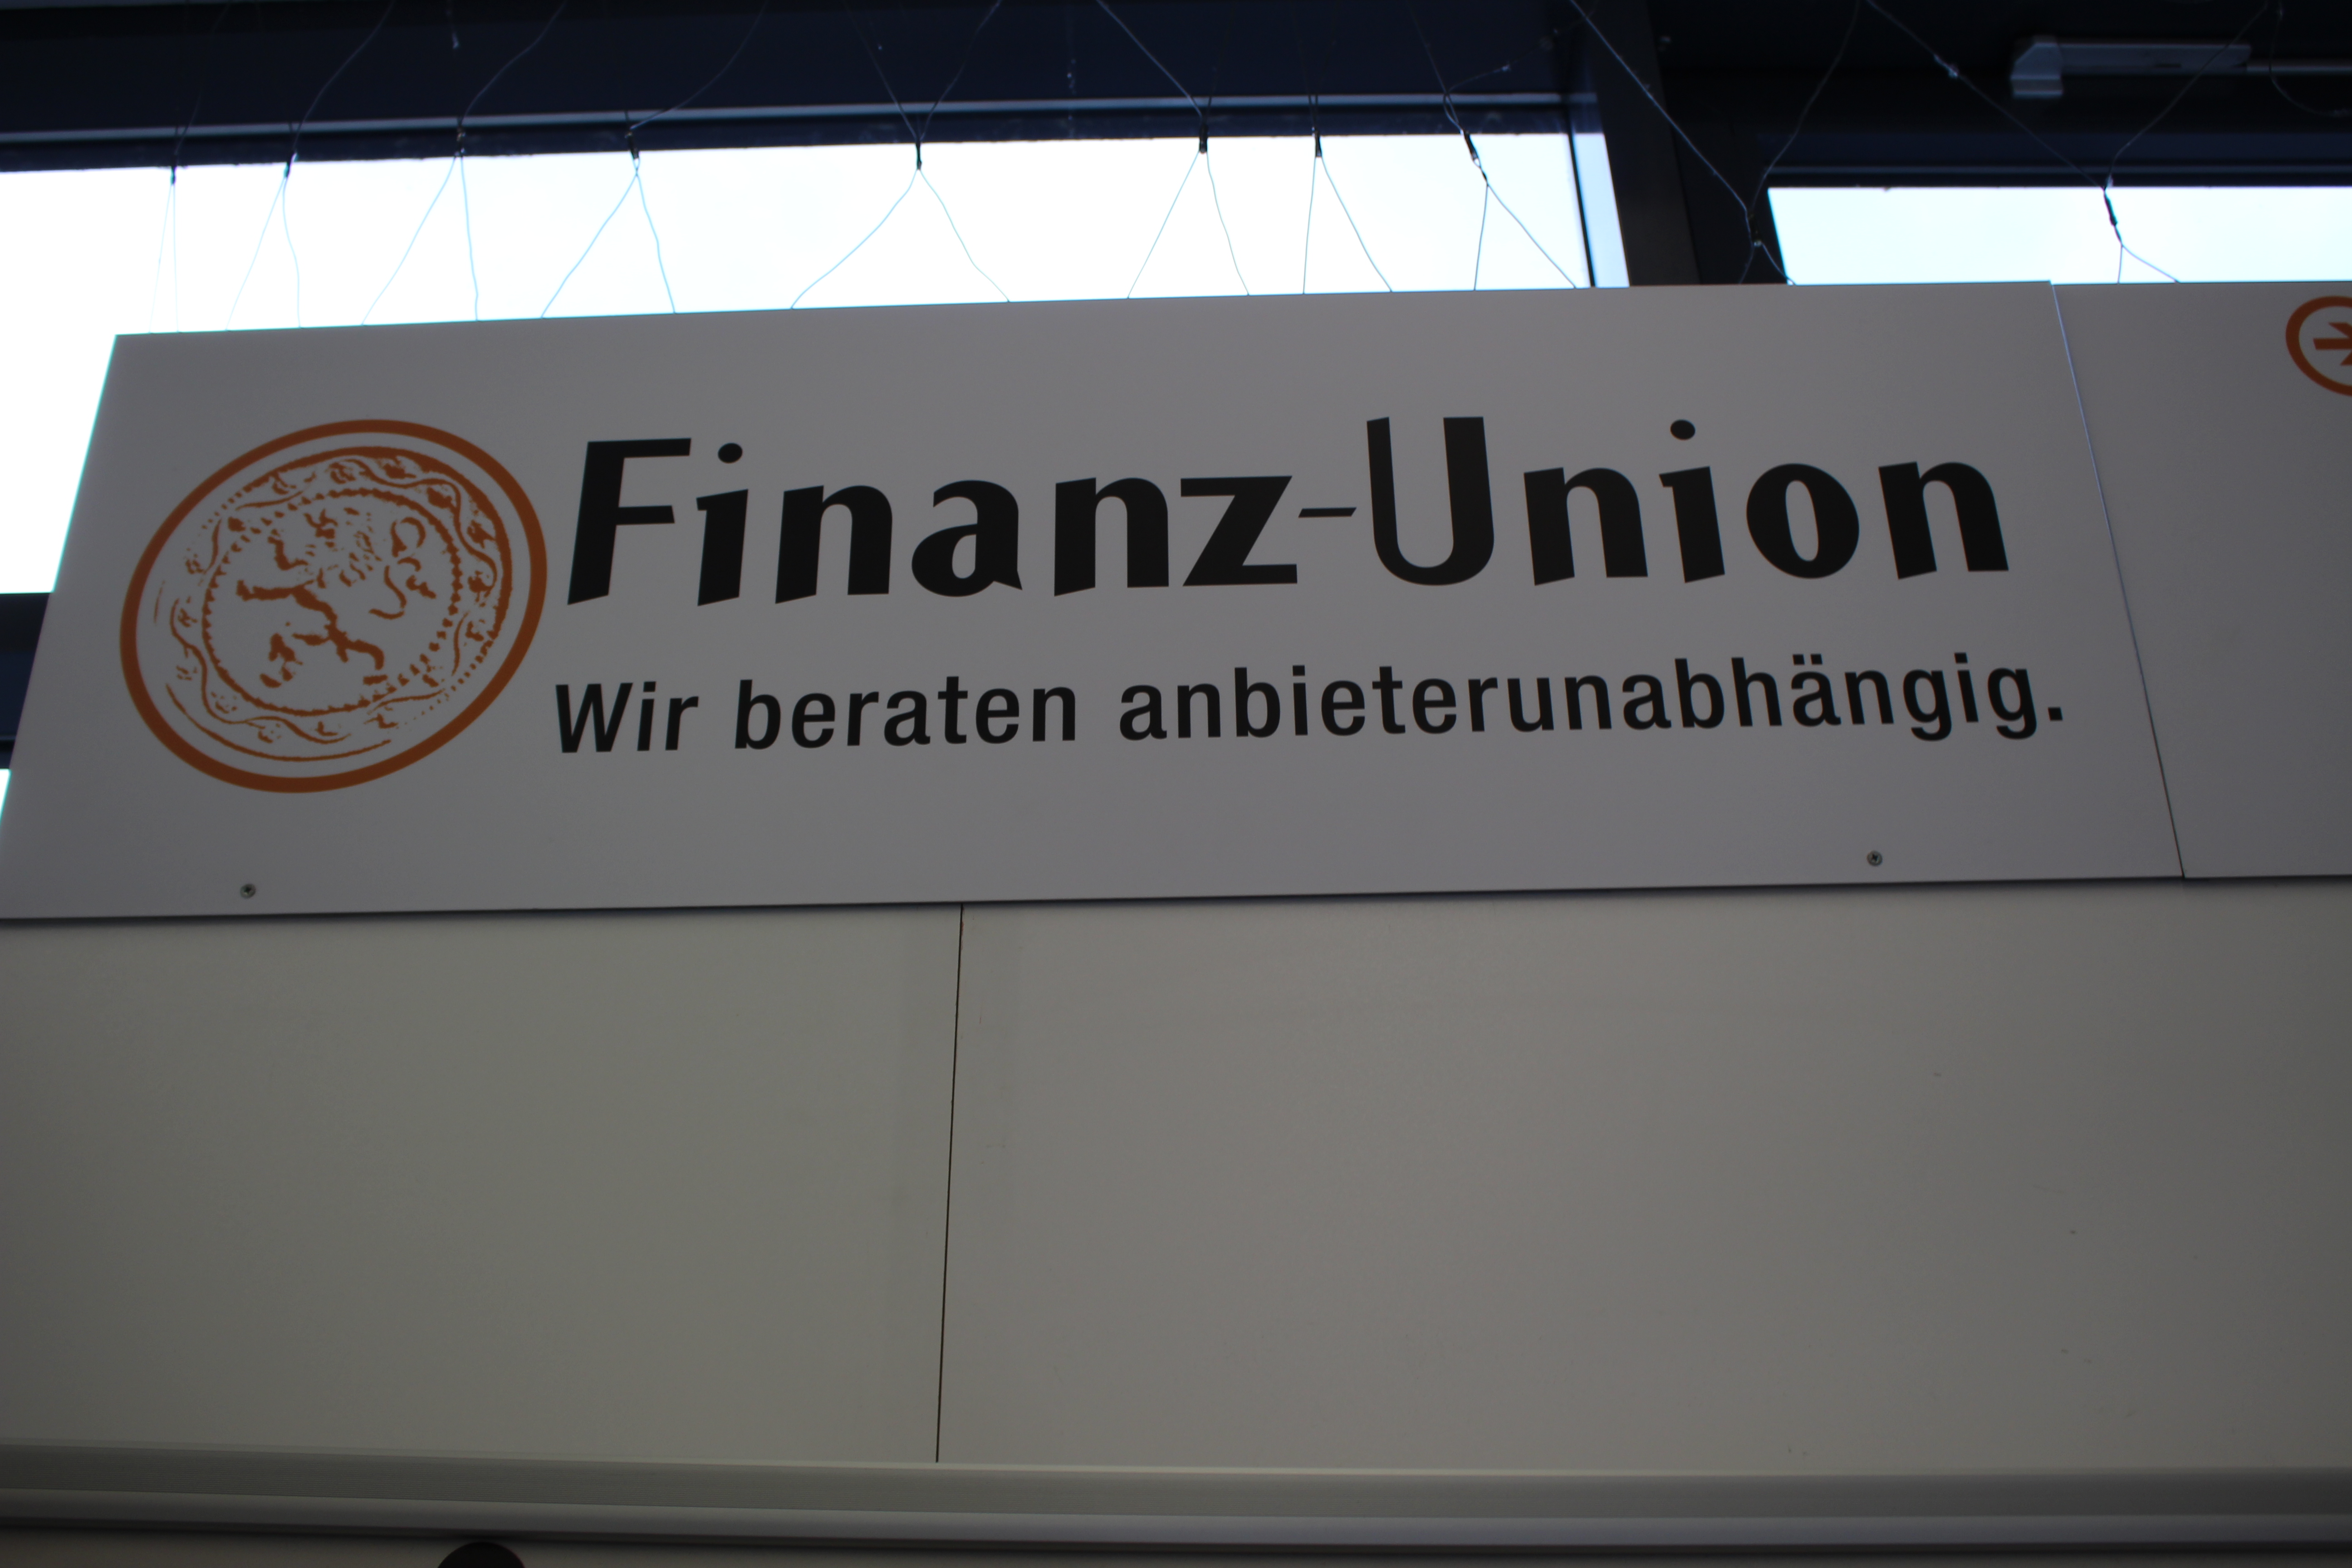 Finanz-Union
Wir beraten anbieterunabhängig.